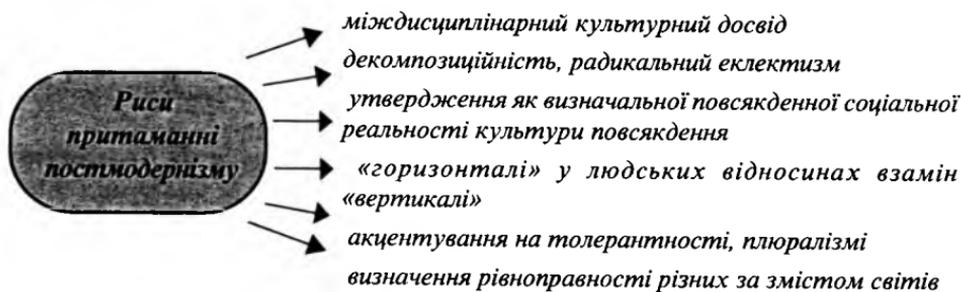 Риси
притаманні
постмодернізму
міждисциплінарний культурний досвід
декомпозиційність, радикальний еклектизм
утвердження як визначальної повсякденної соціальної
реальності культури повсякдення
«горизонталі» у людських відносинах взамін
«вертикалі»
акцентування на толерантності, плюралізмі
визначення рівноправності різних за змістом світів